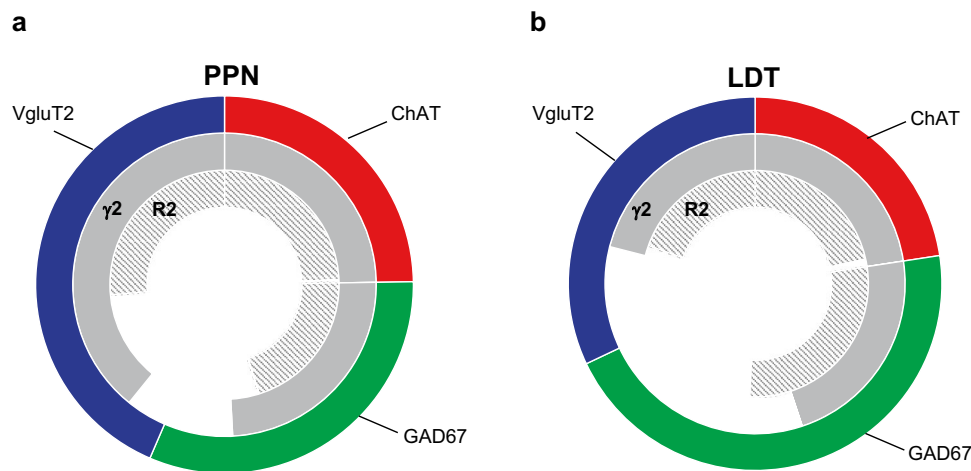 a
PPN
VgluT2
ChAT
γ2
R2
GAD67
b
LDT
VgluT2
ChAT
γ2
R2
GAD67